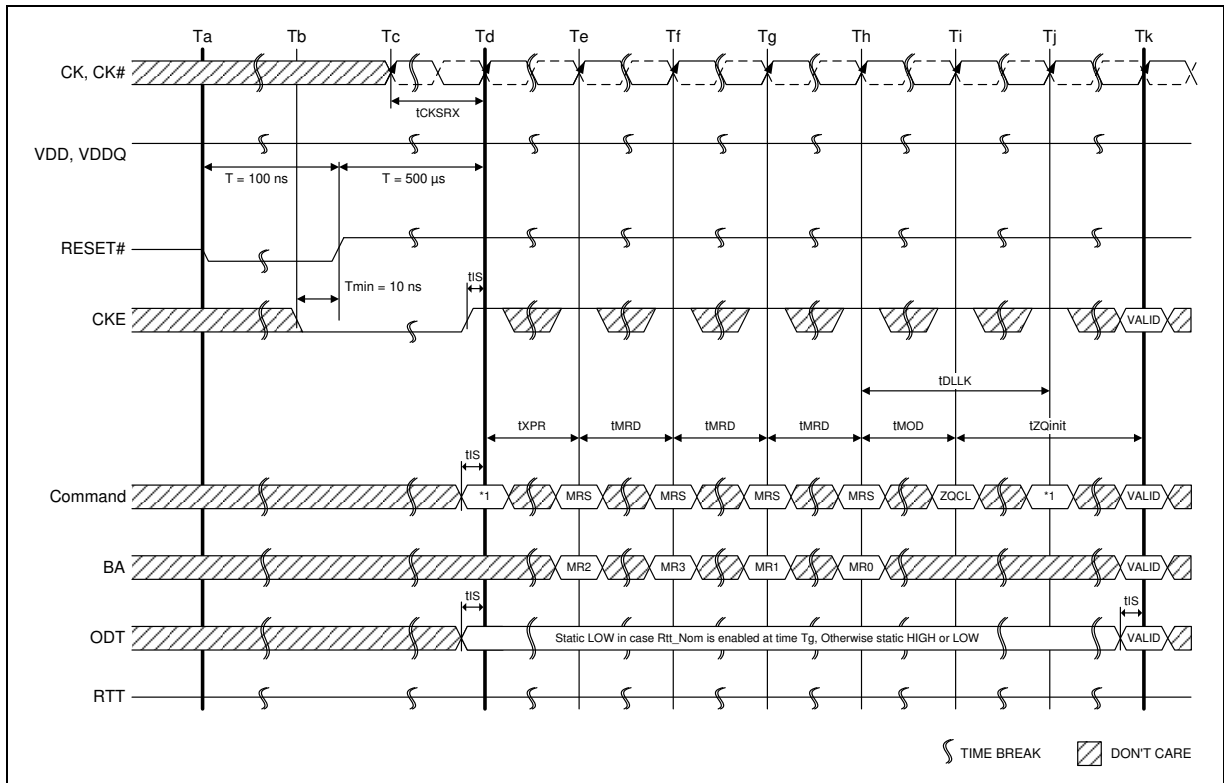 Ta Tb Tc Td Te Tf Tg Th Ti Tj Tk
CK, CK#
tCKSRX
VDD, VDDQ
T = 100 ns T = 500 µs
RESET#
tIS
Tmin = 10 ns
CKE
VALID
tDLLK
tXPR tMRD tMRD tMRD tMOD tZQinit
tIS
Command *1 MRS MRS MRS MRS ZQCL *1 VALID
BA MR2 MR3 MR1 MR0 VALID
tIS tIS
ODT Static LOW in case Rtt_Nom is enabled at time Tg, Otherwise static HIGH or LOW VALID
RTT
TIME BREAK DON'T CARE